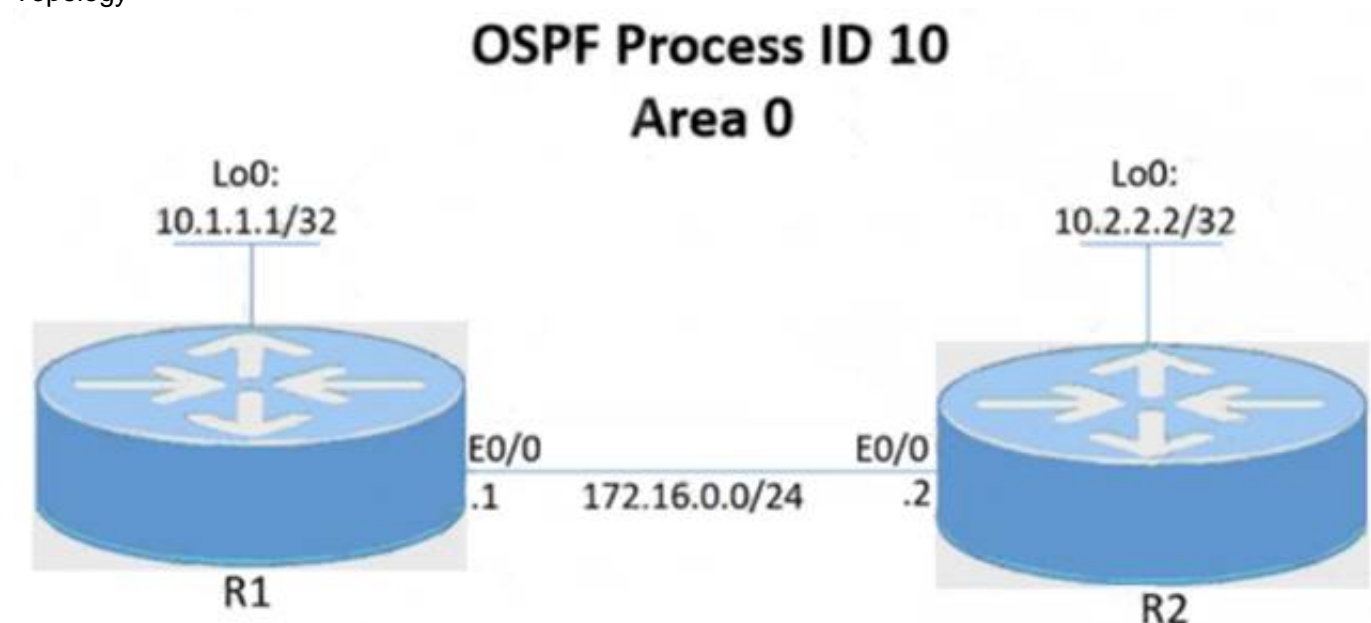 Topology
OSPF Process ID 10
Area 0
Lo0:
10.1.1.1/32
Lo0:
10.2.2.2/32
E0/0
.1
172.16.0.0/24
E0/0
.2
R1
R2